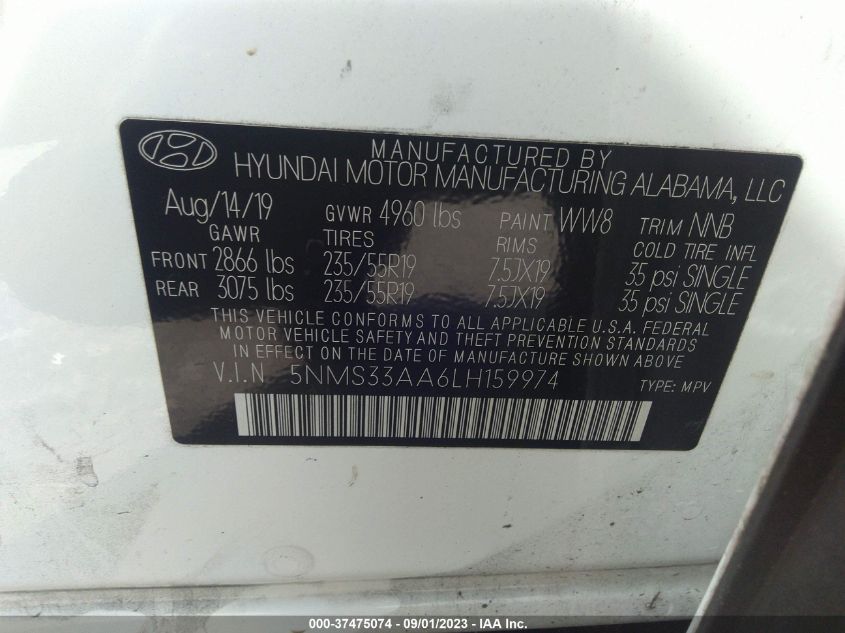 MANUFACTURED BY
HYUNDAI MOTOR MANUFACTURING ALABAMA, LLC
Aug/14/19 GVWR 4960 lbs PAINT WW8 TRIM NNB
GAWR TIRES RIMS COLD TIRE INFL
FRONT 2866 lbs 235/55R19 7.5JX19 35 psi SINGLE
REAR 3075 lbs 235/55R19 7.5JX19 35 psi SINGLE
THIS VEHICLE CONFORMS TO ALL APPLICABLE U.S.A. FEDERAL
MOTOR VEHICLE SAFETY AND THEFT PREVENTION STANDARDS
IN EFFECT ON THE DATE OF MANUFACTURE SHOWN ABOVE
V.I.N 5NMS33AA6LH159974 TYPE: MPV
000-37475074 - 09/01/2023 - IAA Inc.